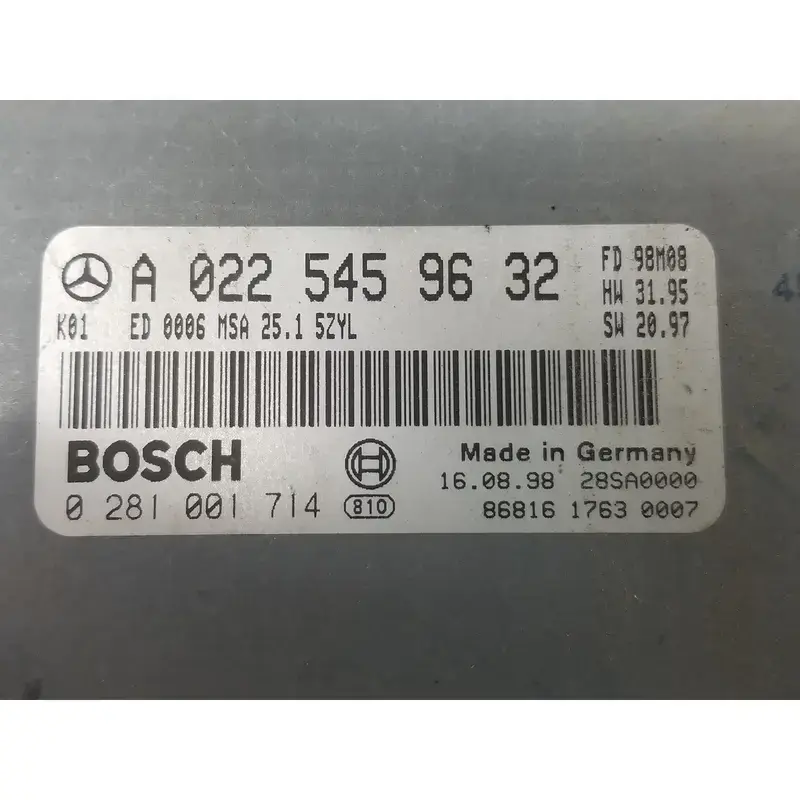 A 022 545 96 32
FD 98M08
HW 31.95
K01 ED 0006 MSA 25.1 5ZYL
SW 20.97
BOSCH
Made in Germany
16.08.98 28SA0000
0 281 001 714 810
868161 1763 0007